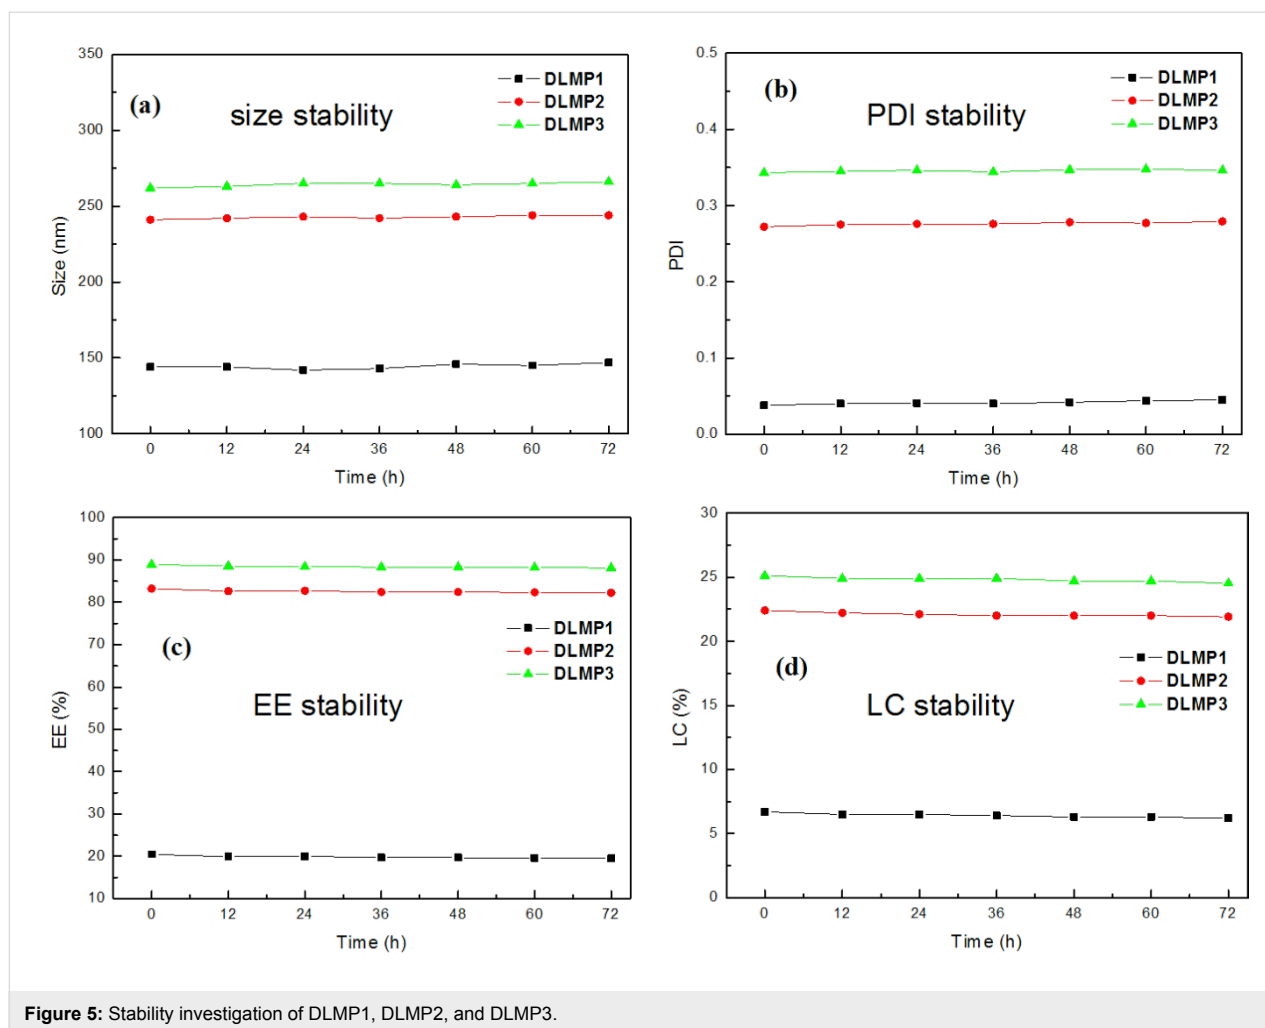 350
300
250
200
150
100
Size (nm)
(a)
size stability
DLMP1
DLMP2
DLMP3
0 12 24 36 48 60 72
Time (h)
0.5
0.4
0.3
0.2
0.1
0.0
PDI
(b)
PDI stability
DLMP1
DLMP2
DLMP3
0 12 24 36 48 60 72
Time (h)
100
90
80
70
60
50
40
30
20
10
EE (%)
(c)
EE stability
DLMP1
DLMP2
DLMP3
0 12 24 36 48 60 72
Time (h)
30
25
20
15
10
5
0
LC (%)
(d)
LC stability
DLMP1
DLMP2
DLMP3
0 12 24 36 48 60 72
Time (h)
Figure 5: Stability investigation of DLMP1, DLMP2, and DLMP3.